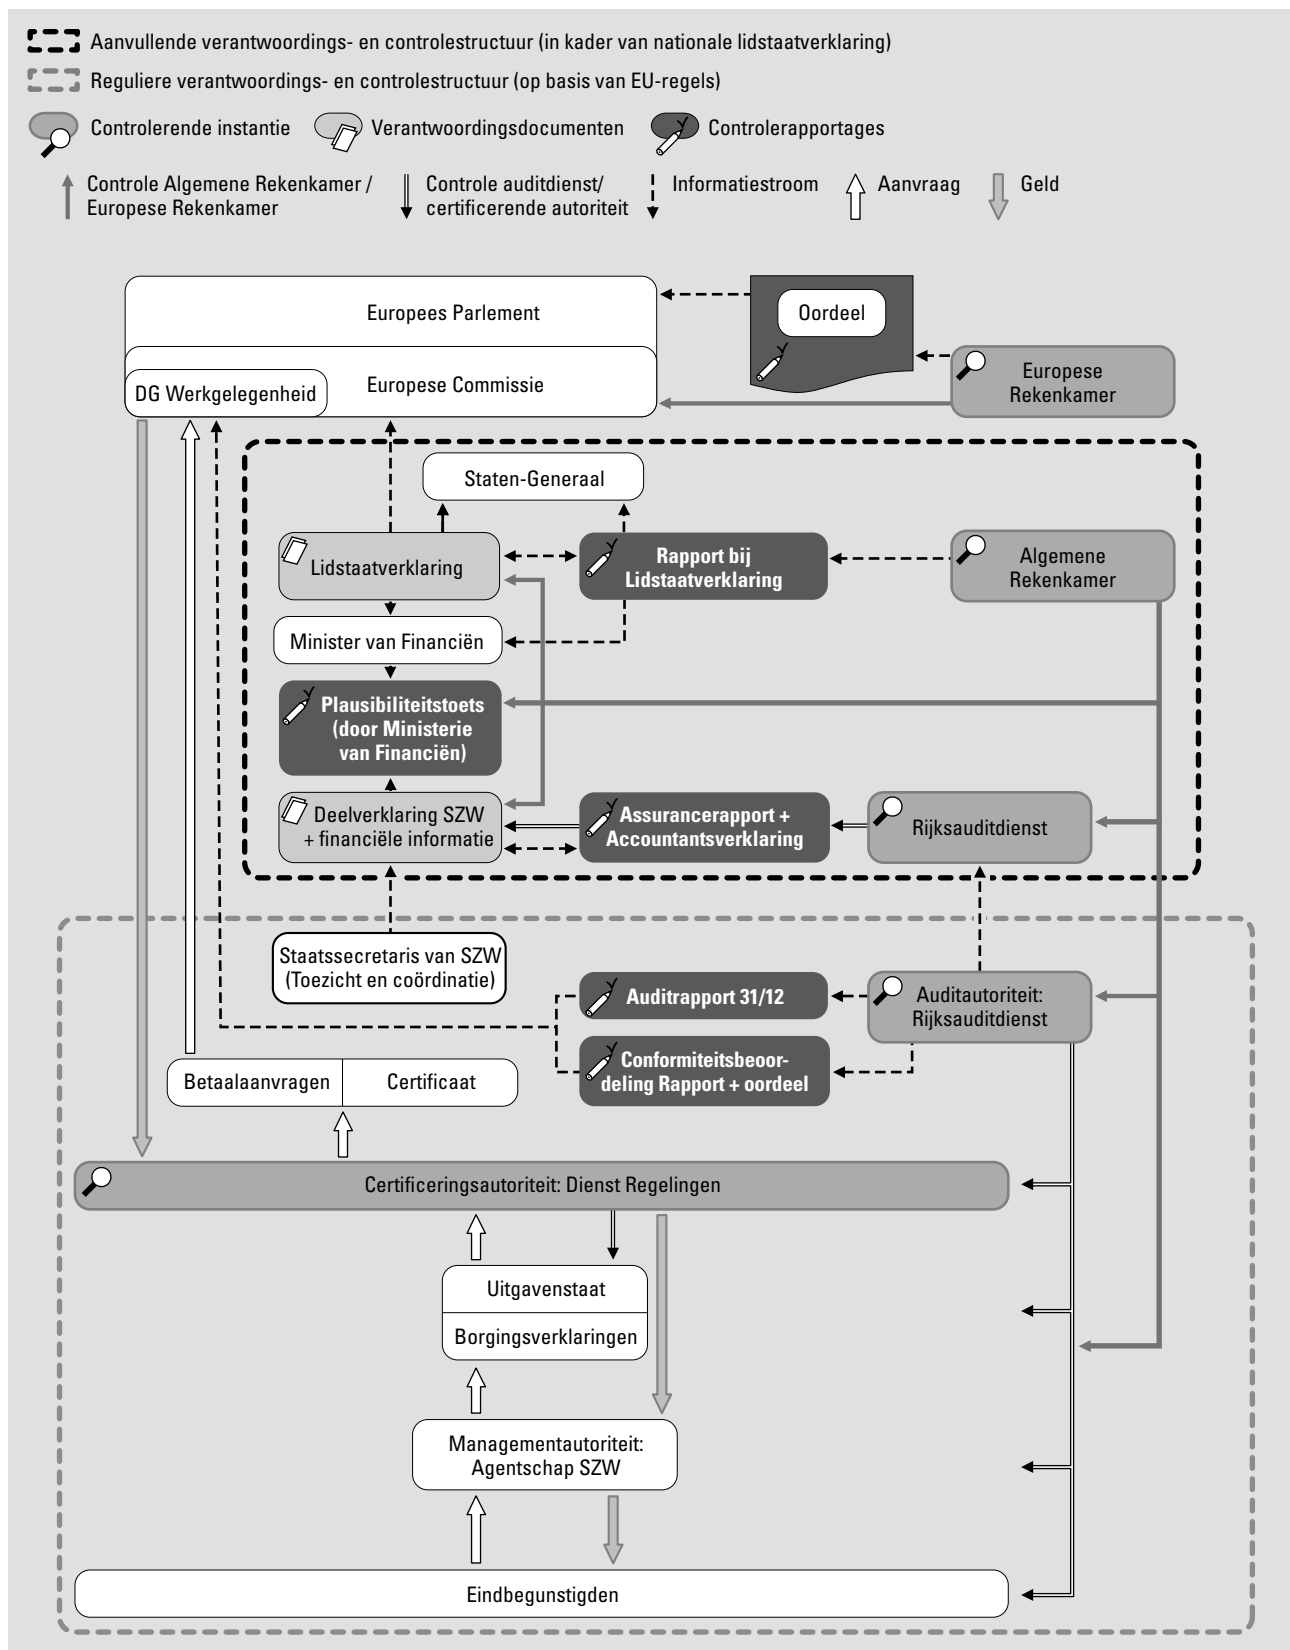 Aanvullende verantwoordings- en controlestructuur (in kader van nationale lidstaatverklaring)
Reguliere verantwoordings- en controlestructuur (op basis van EU-regels)
Controlerende instantie
Verantwoordingsdocumenten
Controlerapportages
Controle Algemene Rekenkamer /
Europese Rekenkamer
Controle auditdienst/
certificerende autoriteit
Informatiestroom
Aanvraag
Geld
Europees Parlement
Oordeel
Europese Commissie
DG Werkgelegenheid
Europese
Rekenkamer
Staten-Generaal
Lidstaatverklaring
Rapport bij
Lidstaatverklaring
Algemene
Rekenkamer
Minister van Financiën
Plausibiliteitstoets
(door Ministerie
van Financiën)
Deelverklaring SZW
+ financiële informatie
Assurancerapport +
Accountantsverklaring
Rijksauditdienst
Staatssecretaris van SZW
(Toezicht en coördinatie)
Auditrapport 31/12
Auditautoriteit:
Rijksauditdienst
Conformiteitsbeoor-
deling Rapport + oordeel
Betaalaanvragen
Certificaat
Certificeringsautoriteit: Dienst Regelingen
Uitgavenstaat
Borgingsverklaringen
Managementautoriteit:
Agentschap SZW
Eindbegunstigden